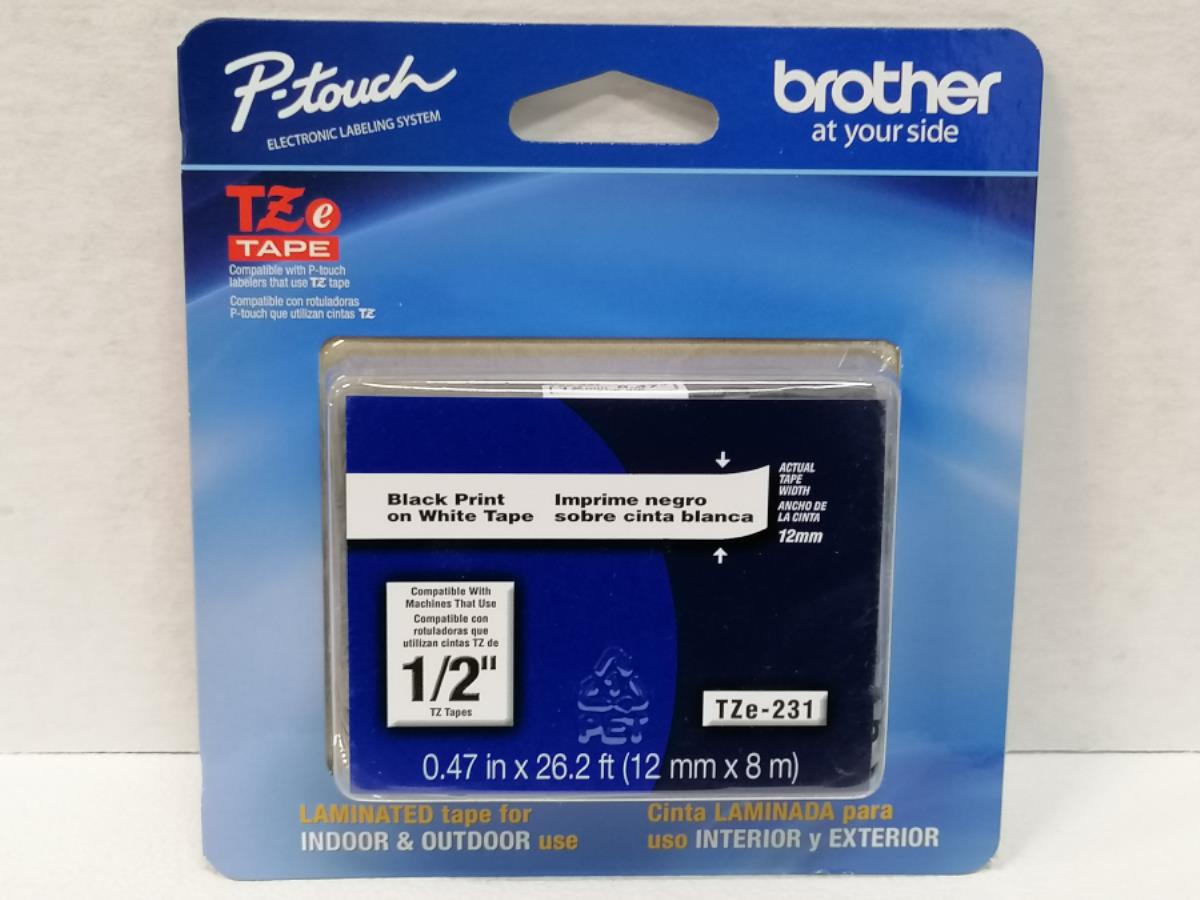 P-touch
ELECTRONIC LABELING SYSTEM
brother
at your side
TZe
TAPE
Compatible with P-touch
labelers that use TZ tape
Compatible con rotuladoras
P-touch que utilizan cintas TZ
Black Print
on White Tape
Imprime negro
sobre cinta blanca
ACTUAL
TAPE
WIDTH
ANCHO DE
LA CINTA
12mm
Compatible With
Machines That Use
Compatible con
rotuladoras que
utilizan cintas TZ de
1/2"
TZ Tapes
PET
TZe-231
0.47 in x 26.2 ft (12 mm x 8 m)
LAMINATED tape for
INDOOR & OUTDOOR use
Cinta LAMINADA para
uso INTERIOR y EXTERIOR